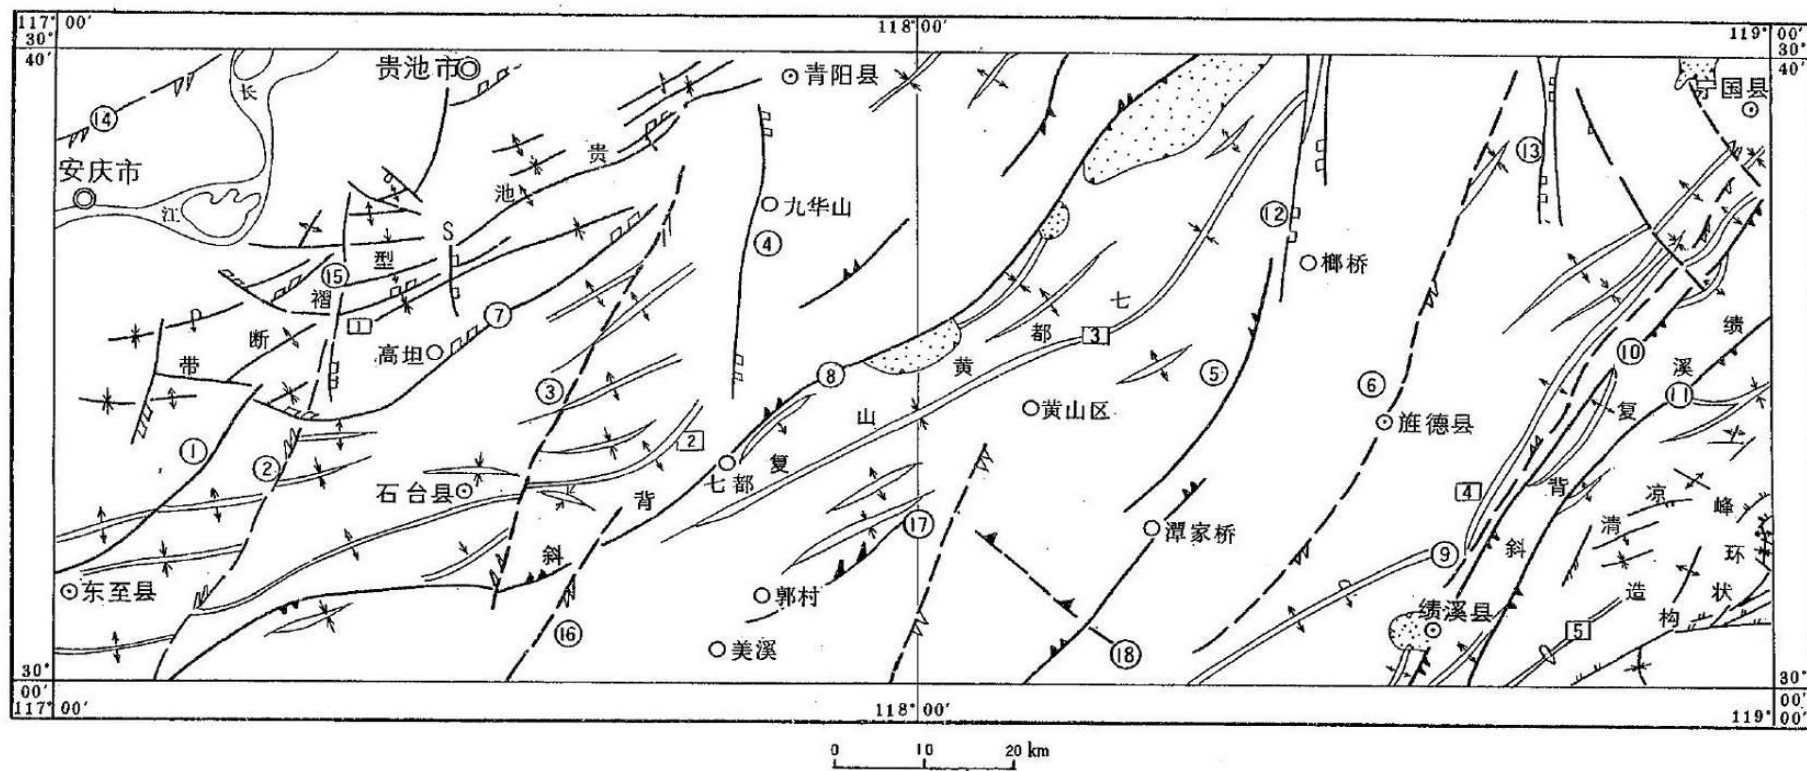 117° 00′
118° 00′
119° 00′
30° 40′
30° 40′
贵池市
青阳县
宁国县
长
⑭
⑬
安庆市
贵
池
江
九华山
⑫
S
④
榔桥
型
⑮
七
褶
1
⑦
都
3
绩
断
高坦
⑩
带
⑧
黄
⑤
⑥
溪
③
黄山区
⑪
山
旌德县
复
①
2
②
复
七都
石台县
背
4
背
凉
峰
⑰
潭家桥
清
斜
⑨
斜
环
东至县
郭村
造
状
绩溪县
构
⑯
5
美溪
⑱
30° 00′
30° 00′
117° 00′
118° 00′
119° 00′
0 10 20 km